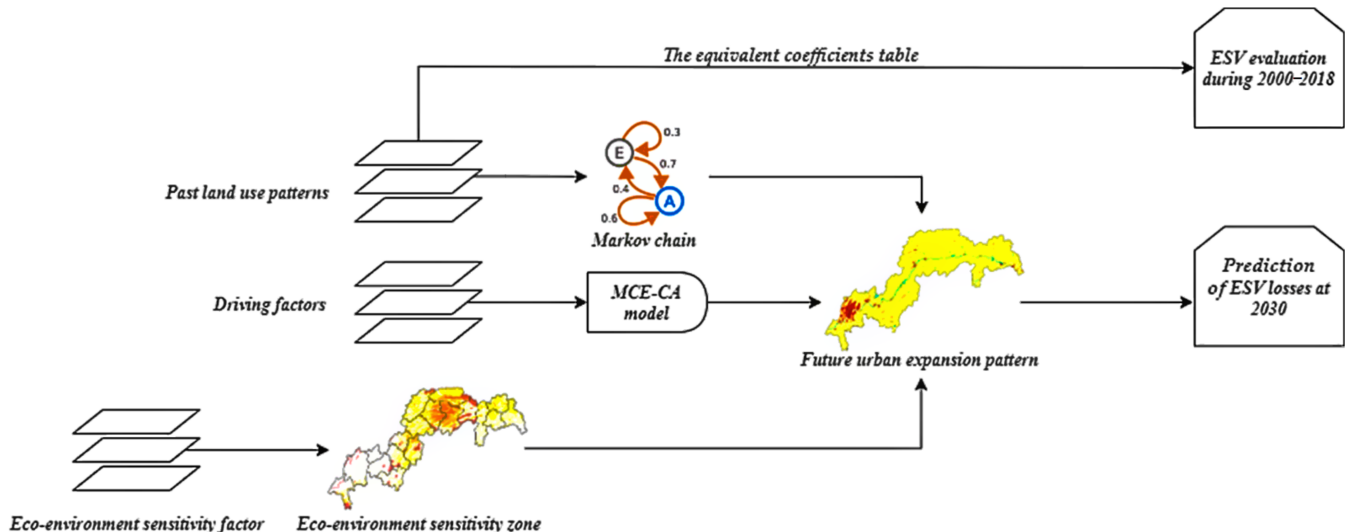 The equivalent coefficients table
ESV evaluation
during 2000–2018
E
0.3
0.7
0.4
A
0.6
Past land use patterns
Markov chain
Driving factors
MCE-CA
model
Prediction
of ESV losses at
2030
Future urban expansion pattern
Eco-environment sensitivity factor
Eco-environment sensitivity zone